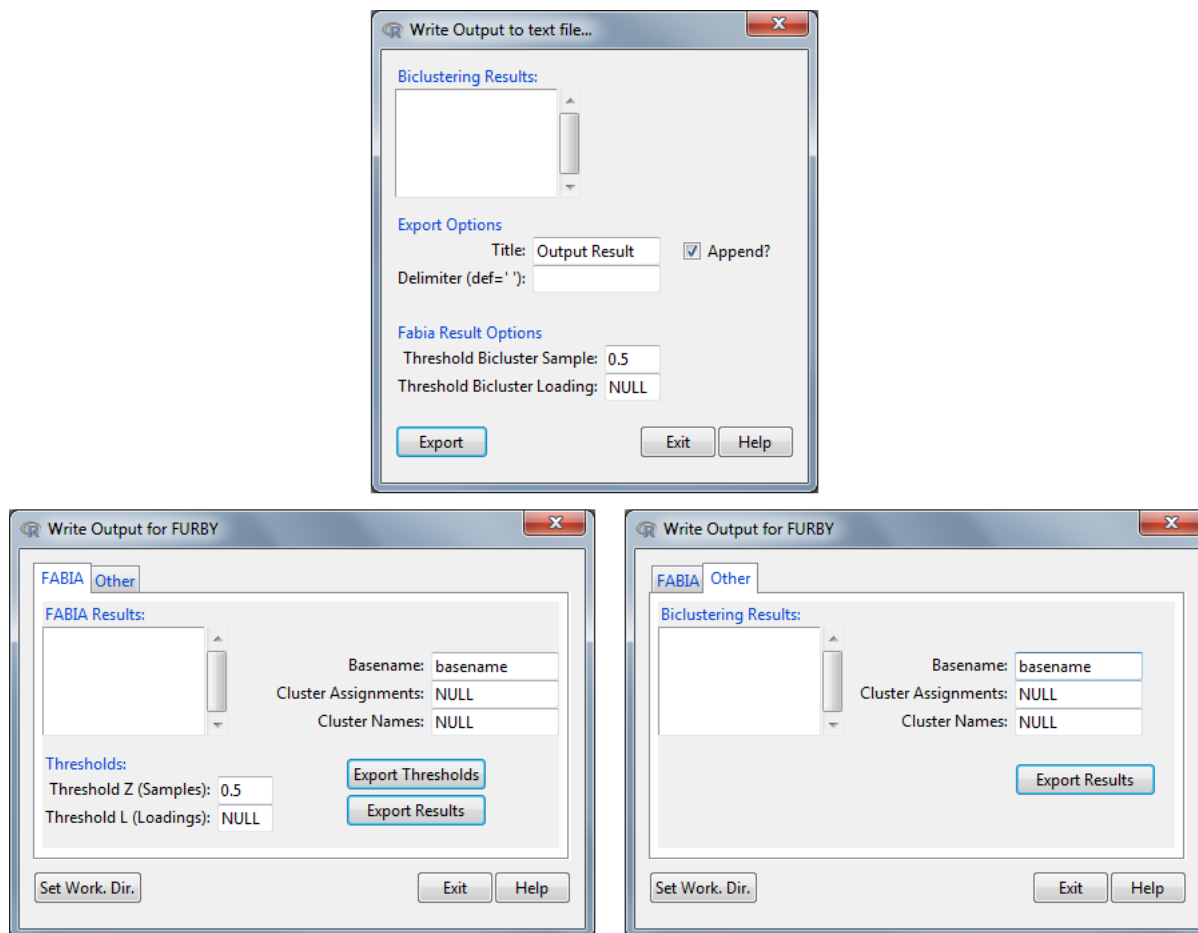 Write Output to text file...
Biclustering Results:
Export Options
Title: Output Result Append?
Delimiter (def=' '):
Fabia Result Options
Threshold Bicluster Sample: 0.5
Threshold Bicluster Loading: NULL
Export Exit Help
Write Output for FURBY
FABIA Other
FABIA Results:
Basename: basename
Cluster Assignments: NULL
Cluster Names: NULL
Thresholds:
Threshold Z (Samples): 0.5
Threshold L (Loadings): NULL
Export Thresholds
Export Results
Set Work. Dir. Exit Help
Write Output for FURBY
FABIA Other
Biclustering Results:
Basename: basename
Cluster Assignments: NULL
Cluster Names: NULL
Export Results
Set Work. Dir. Exit Help